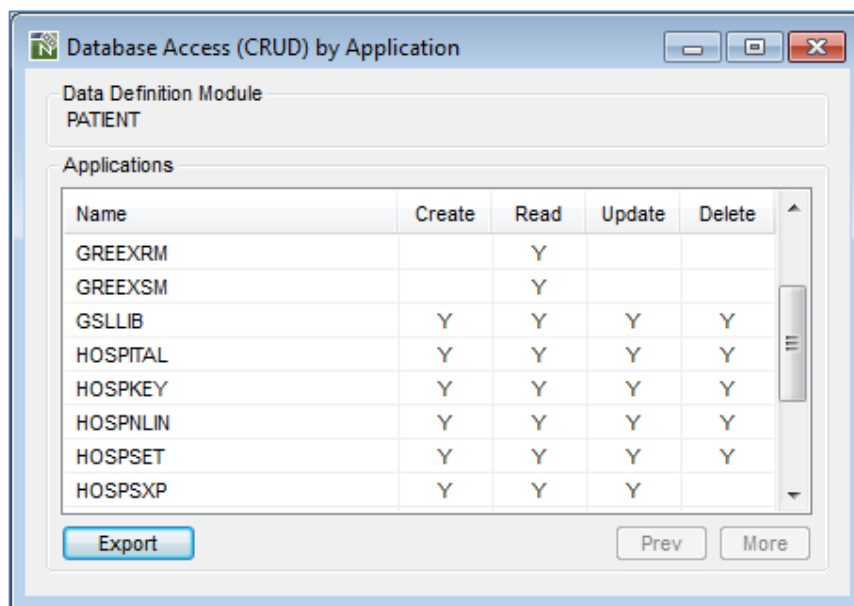 Database Access (CRUD) by Application
Data Definition Module
PATIENT
Applications
Name Create Read Update Delete
GREEXRM Y
GREEXSM Y
GSLLIB Y Y Y Y
HOSPITAL Y Y Y Y
HOSPKEY Y Y Y Y
HOSPNLIN Y Y Y Y
HOSPSET Y Y Y Y
HOSPSXP Y Y Y
Export Prev More